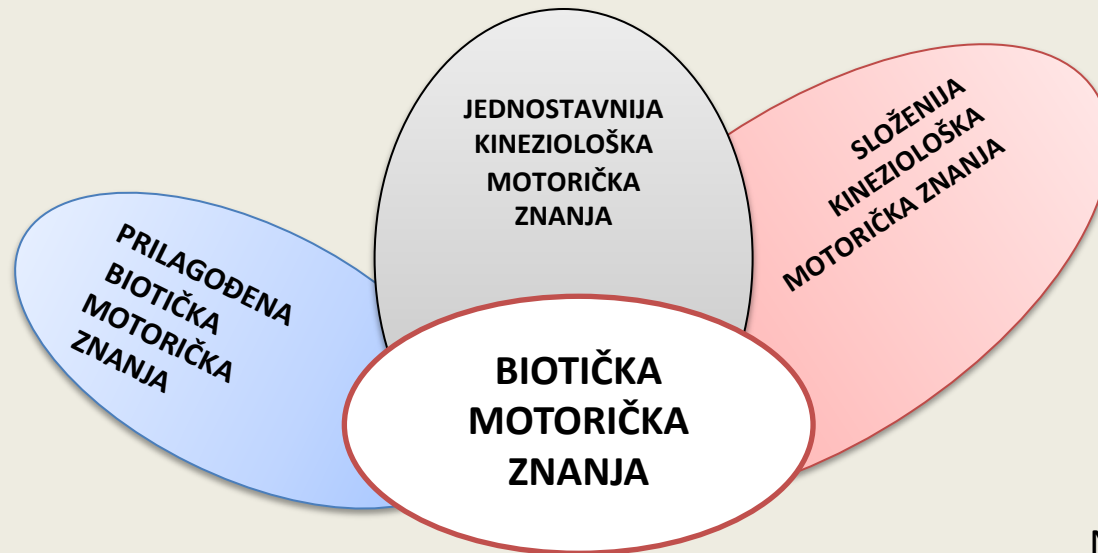 JEDNOSTAVNIJA
KINEZIOLOŠKA
MOTORIČKA
ZNANJA
SLOŽENIJA
KINEZIOLOŠKA
MOTORIČKA ZNANJA
PRILAGOĐENA
BIOTIČKA
MOTORIČKA
ZNANJA
BIOTIČKA
MOTORIČKA
ZNANJA